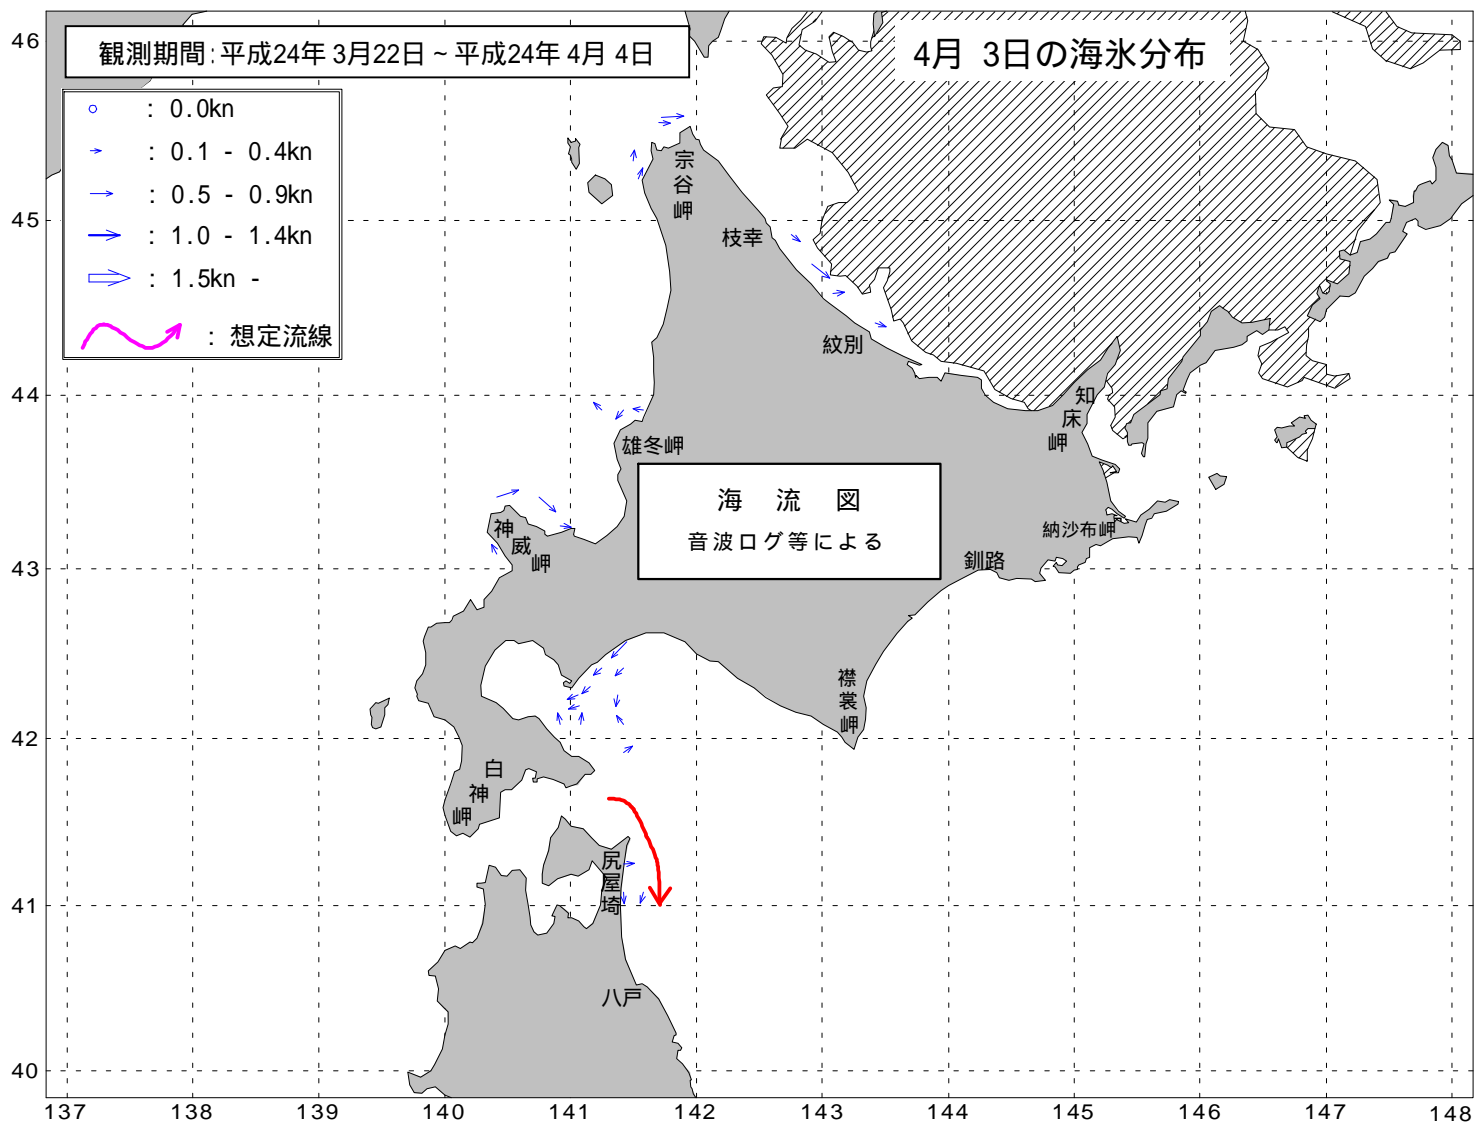 観測期間:平成24年 3月22日～平成24年 4月 4日
4月 3日の海氷分布
: 0.0kn
: 0.1 - 0.4kn
: 0.5 - 0.9kn
: 1.0 - 1.4kn
: 1.5kn -
: 想定流線
宗谷岬
枝幸
紋別
知床岬
雄冬岬
海 流 図
音波ログ等による
神威岬
納沙布岬
釧路
襟裳岬
白神岬
尻屋埼
八戸
46
45
44
43
42
41
40
137 138 139 140 141 142 143 144 145 146 147 148